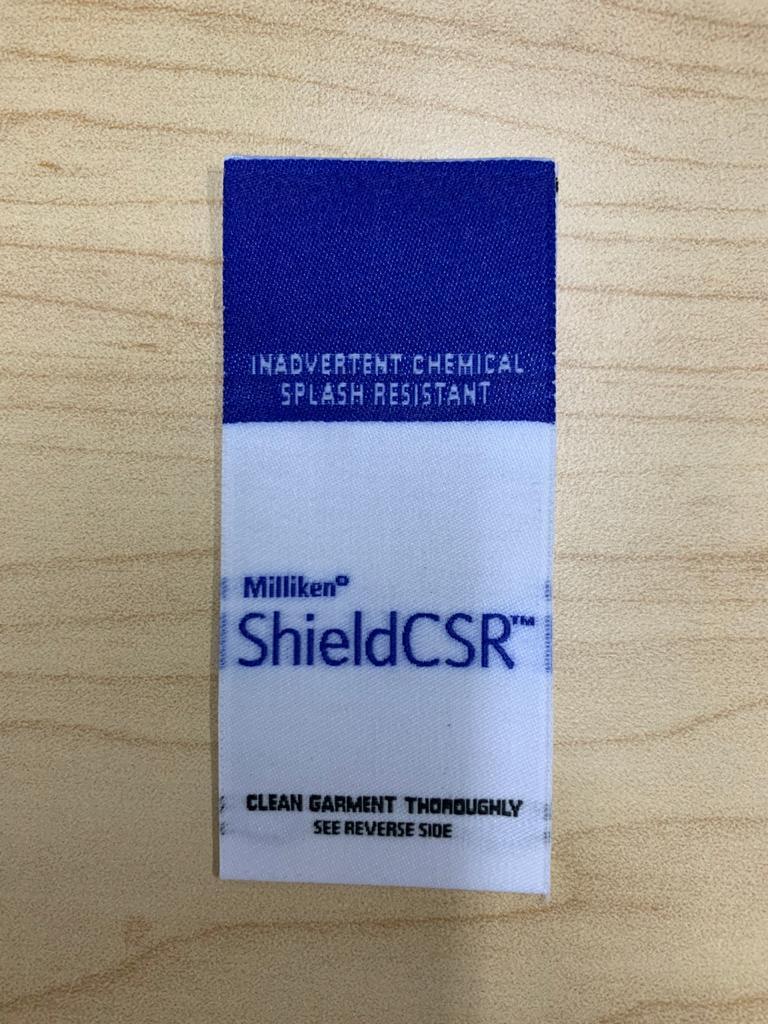 INADVERTENT CHEMICAL
SPLASH RESISTANT
Milliken®
ShieldCSR™
CLEAN GARMENT THOROUGHLY
SEE REVERSE SIDE